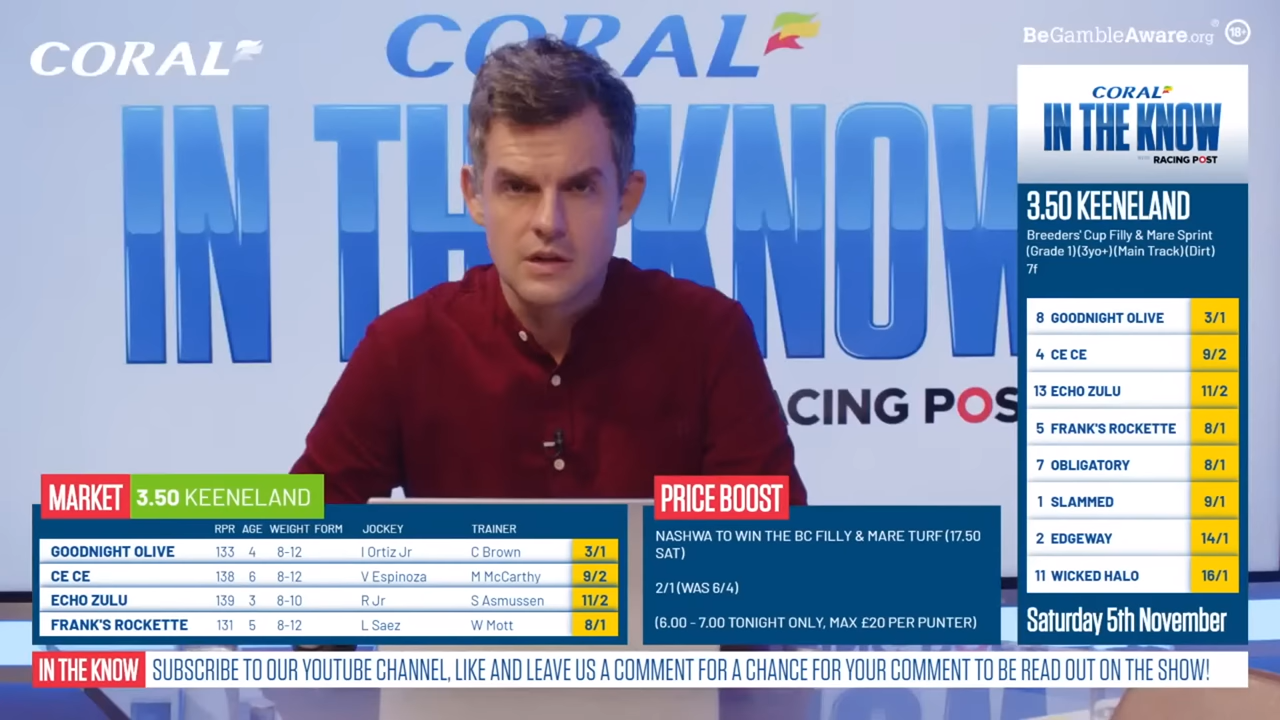 CORAL
CORAL
IN THE KNOW
ACING POS
BeGambleAware.org®
18+
CORAL
IN THE KNOW
WITH RACING POST
3.50 KEENELAND
Breeders' Cup Filly & Mare Sprint
(Grade 1)(3yo+)(Main Track)(Dirt)
7f
8 GOODNIGHT OLIVE 3/1
4 CE CE 9/2
13 ECHO ZULU 11/2
5 FRANK'S ROCKETTE 8/1
7 OBLIGATORY 8/1
1 SLAMMED 9/1
2 EDGEWAY 14/1
11 WICKED HALO 16/1
Saturday 5th November
MARKET 3.50 KEENELAND
RPR AGE WEIGHT FORM JOCKEY TRAINER
GOODNIGHT OLIVE 133 4 8-12 I Ortiz Jr C Brown 3/1
CE CE 138 6 8-12 V Espinoza M McCarthy 9/2
ECHO ZULU 139 3 8-10 R Jr S Asmussen 11/2
FRANK'S ROCKETTE 131 5 8-12 L Saez W Mott 8/1
PRICE BOOST
NASHWA TO WIN THE BC FILLY & MARE TURF (17.50
SAT)
2/1 (WAS 6/4)
(6.00 - 7.00 TONIGHT ONLY, MAX £20 PER PUNTER)
IN THE KNOW SUBSCRIBE TO OUR YOUTUBE CHANNEL, LIKE AND LEAVE US A COMMENT FOR A CHANCE FOR YOUR COMMENT TO BE READ OUT ON THE SHOW!